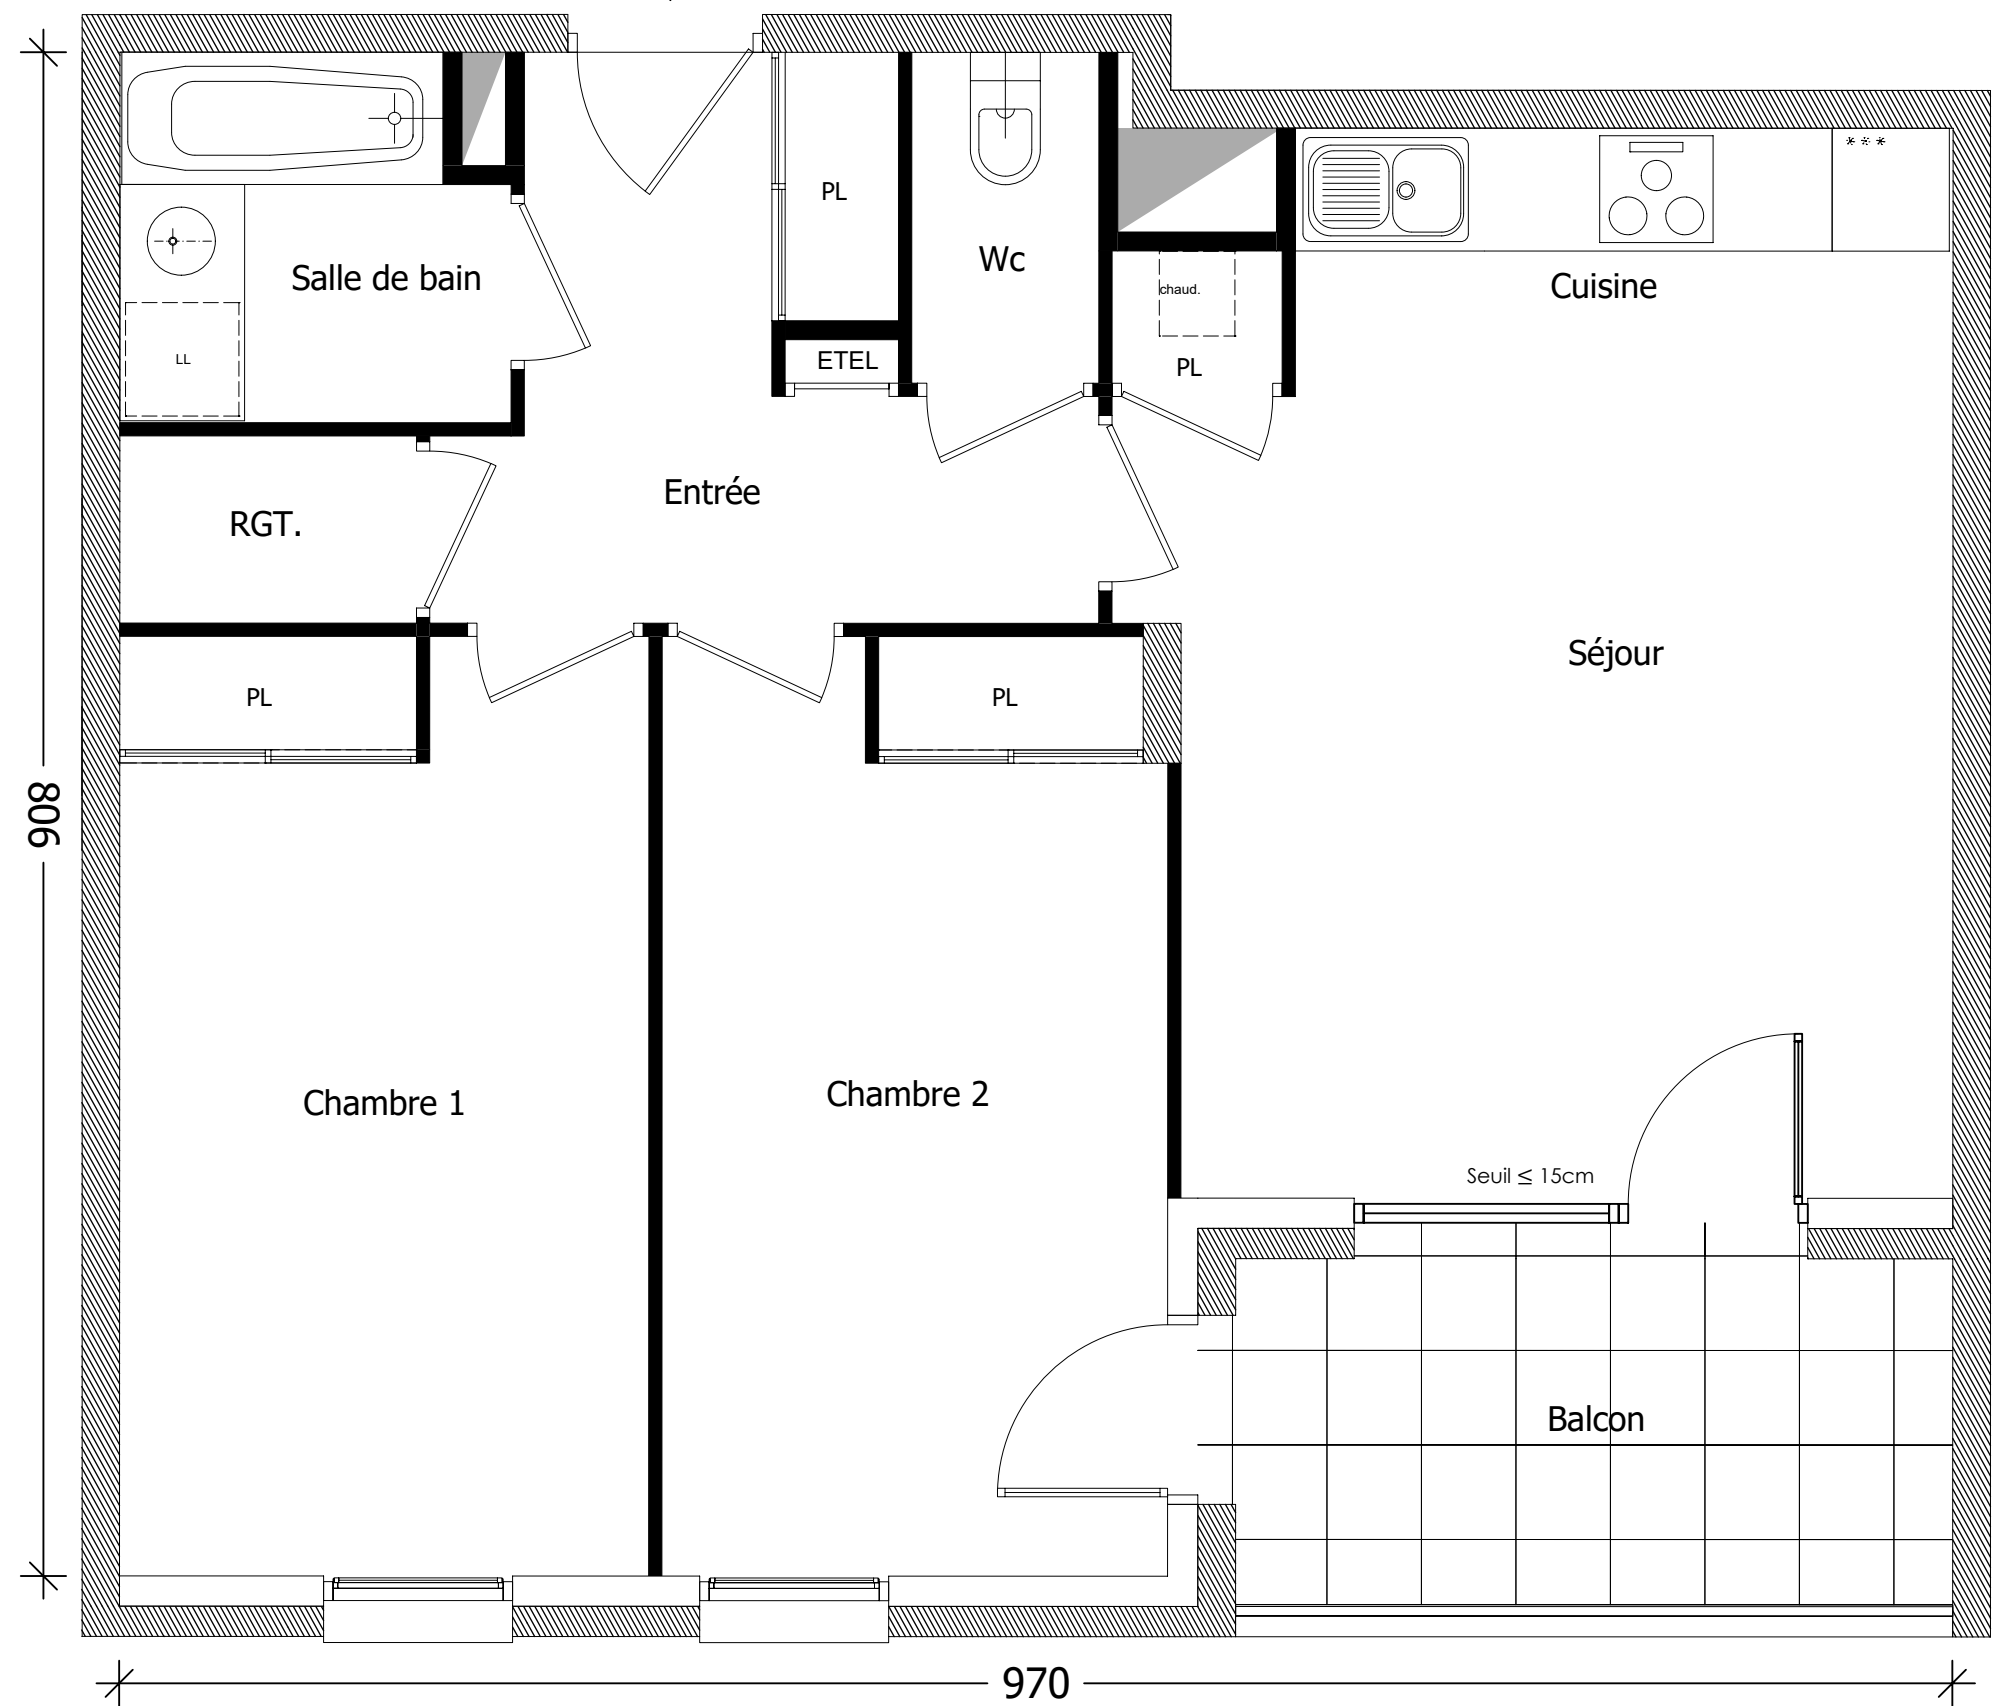 PL
Wc
Salle de bain
chaud.
Cuisine
LL
ETEL
PL
Entrée
RGT.
Séjour
PL
PL
908
Chambre 1
Chambre 2
Seuil ≤ 15cm
Balcon
970